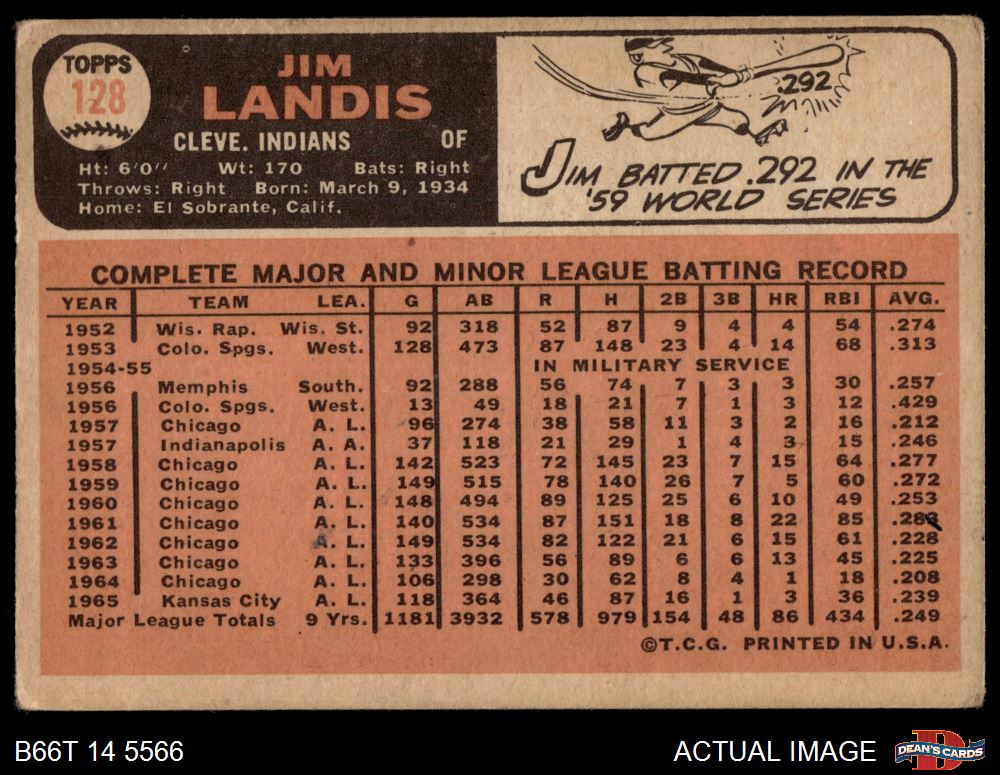 TOPPS
128
JIM
LANDIS
CLEVE. INDIANS OF
Ht: 6'0" Wt: 170 Bats: Right
Throws: Right Born: March 9, 1934
Home: El Sobrante, Calif.
.292
JIM BATTED .292 IN THE
'59 WORLD SERIES
COMPLETE MAJOR AND MINOR LEAGUE BATTING RECORD
YEAR TEAM LEA. G AB R H 2B 3B HR RBI AVG.
1952 Wis. Rap. Wis. St. 92 318 52 87 9 4 4 54 .274
1953 Colo. Spgs. West. 128 473 87 148 23 4 14 68 .313
1954-55 IN MILITARY SERVICE
1956 Memphis South. 92 288 56 74 7 3 3 30 .257
1956 Colo. Spgs. West. 13 49 18 21 7 1 3 12 .429
1957 Chicago A. L. 96 274 38 58 11 3 2 16 .212
1957 Indianapolis A. A. 37 118 21 29 1 4 3 15 .246
1958 Chicago A. L. 142 523 72 145 23 7 15 64 .277
1959 Chicago A. L. 149 515 78 140 26 7 5 60 .272
1960 Chicago A. L. 148 494 89 125 25 6 10 49 .253
1961 Chicago A. L. 140 534 87 151 18 8 22 85 .283
1962 Chicago A. L. 149 534 82 122 21 6 15 61 .228
1963 Chicago A. L. 133 396 56 89 6 6 13 45 .225
1964 Chicago A. L. 106 298 30 62 8 4 1 18 .208
1965 Kansas City A. L. 118 364 46 87 16 1 3 36 .239
Major League Totals 9 Yrs. 1181 3932 578 979 154 48 86 434 .249
©T.C.G. PRINTED IN U.S.A.
B66T 14 5566 ACTUAL IMAGE DEAN'S CARDS